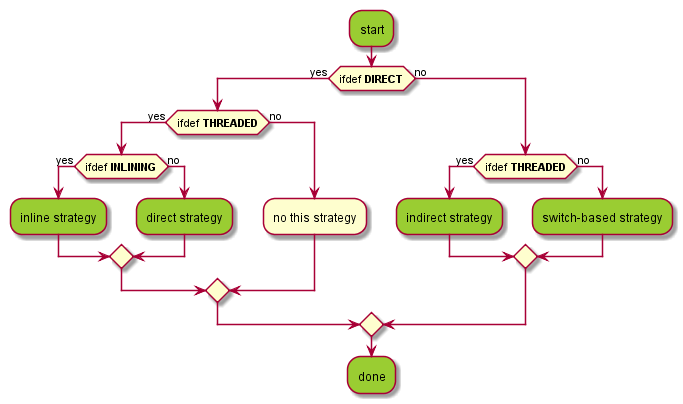 start
yes
ifdef DIRECT
no
yes
ifdef THREADED
no
yes
ifdef INLINING
no
yes
ifdef THREADED
no
inline strategy
direct strategy
no this strategy
indirect strategy
switch-based strategy
done